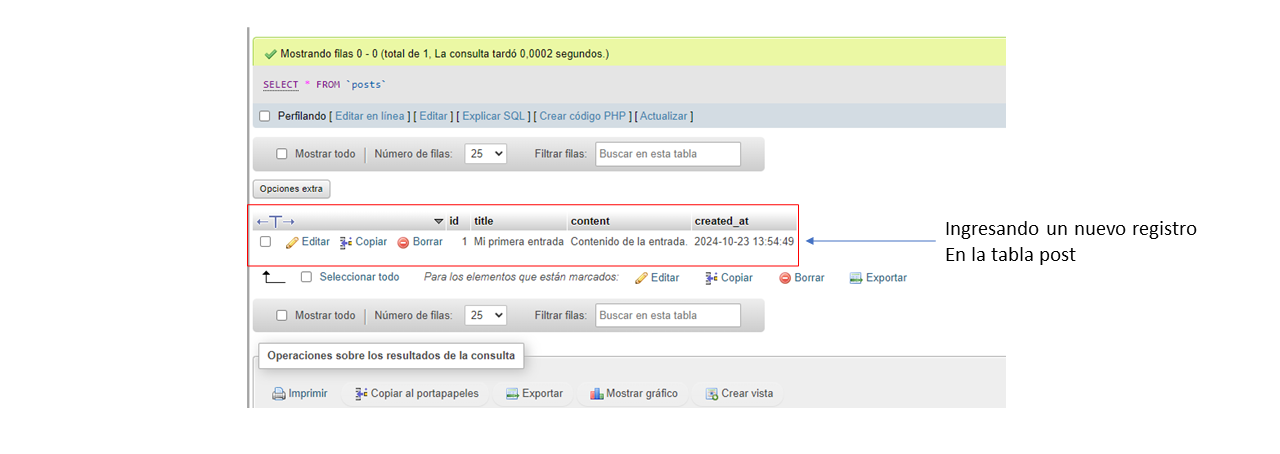 Mostrando filas 0 - 0 (total de 1, La consulta tardó 0,0002 segundos.)
SELECT * FROM `posts`
Perfilando [ Editar en línea ] [ Editar ] [ Explicar SQL ] [ Crear código PHP ] [ Actualizar ]
Mostrar todo | Número de filas: 25 Filtrar filas: Buscar en esta tabla
Opciones extra
←T→ id title content created_at
Editar Copiar Borrar 1 Mi primera entrada Contenido de la entrada. 2024-10-23 13:54:49
Ingresando un nuevo registro
En la tabla post
Seleccionar todo Para los elementos que están marcados: Editar Copiar Borrar Exportar
Mostrar todo | Número de filas: 25 Filtrar filas: Buscar en esta tabla
Operaciones sobre los resultados de la consulta
Imprimir Copiar al portapapeles Exportar Mostrar gráfico Crear vista